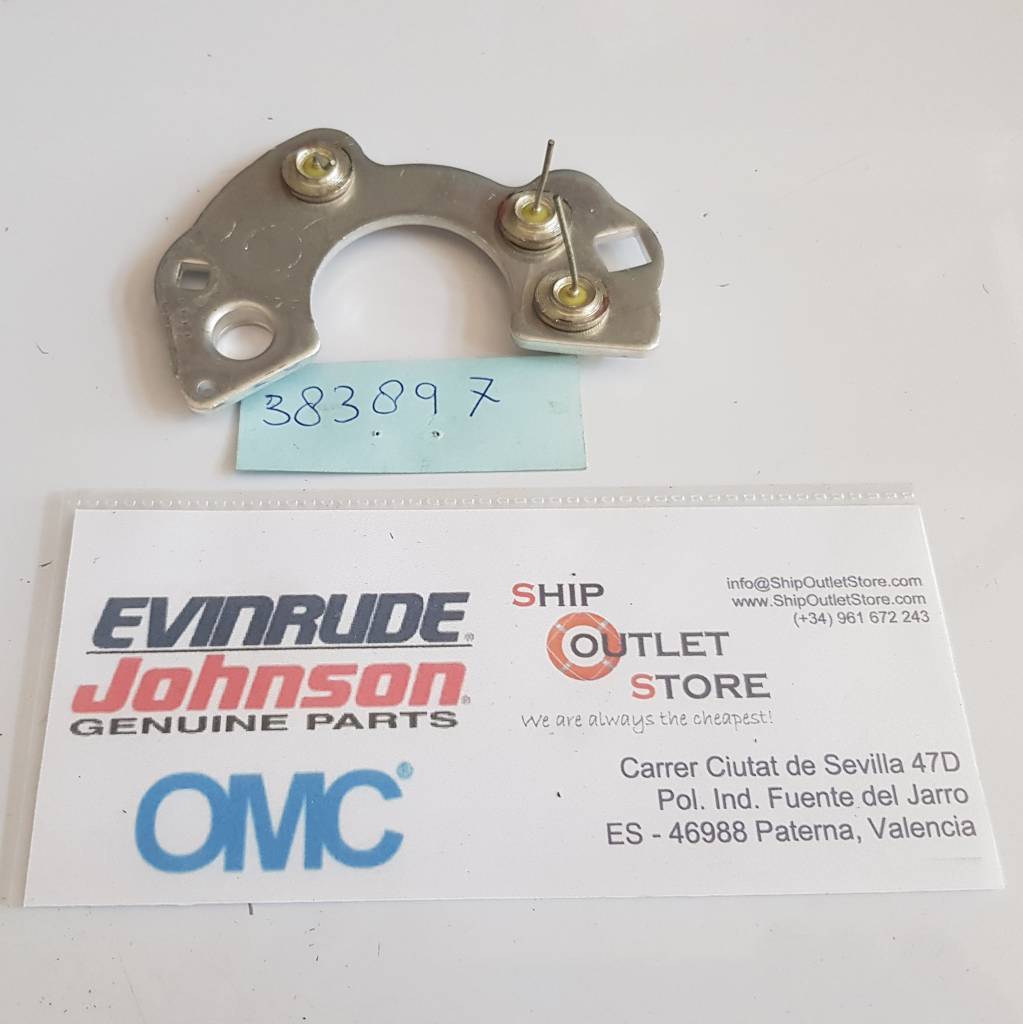 383897
EVINRUDE®
Johnson®
GENUINE PARTS
OMC®
SHIP
OUTLET
STORE
We are always the cheapest!
info@ShipOutletStore.com
www.ShipOutletStore.com
(+34) 961 672 243
Carrer Ciutat de Sevilla 47D
Pol. Ind. Fuente del Jarro
ES - 46988 Paterna, Valencia